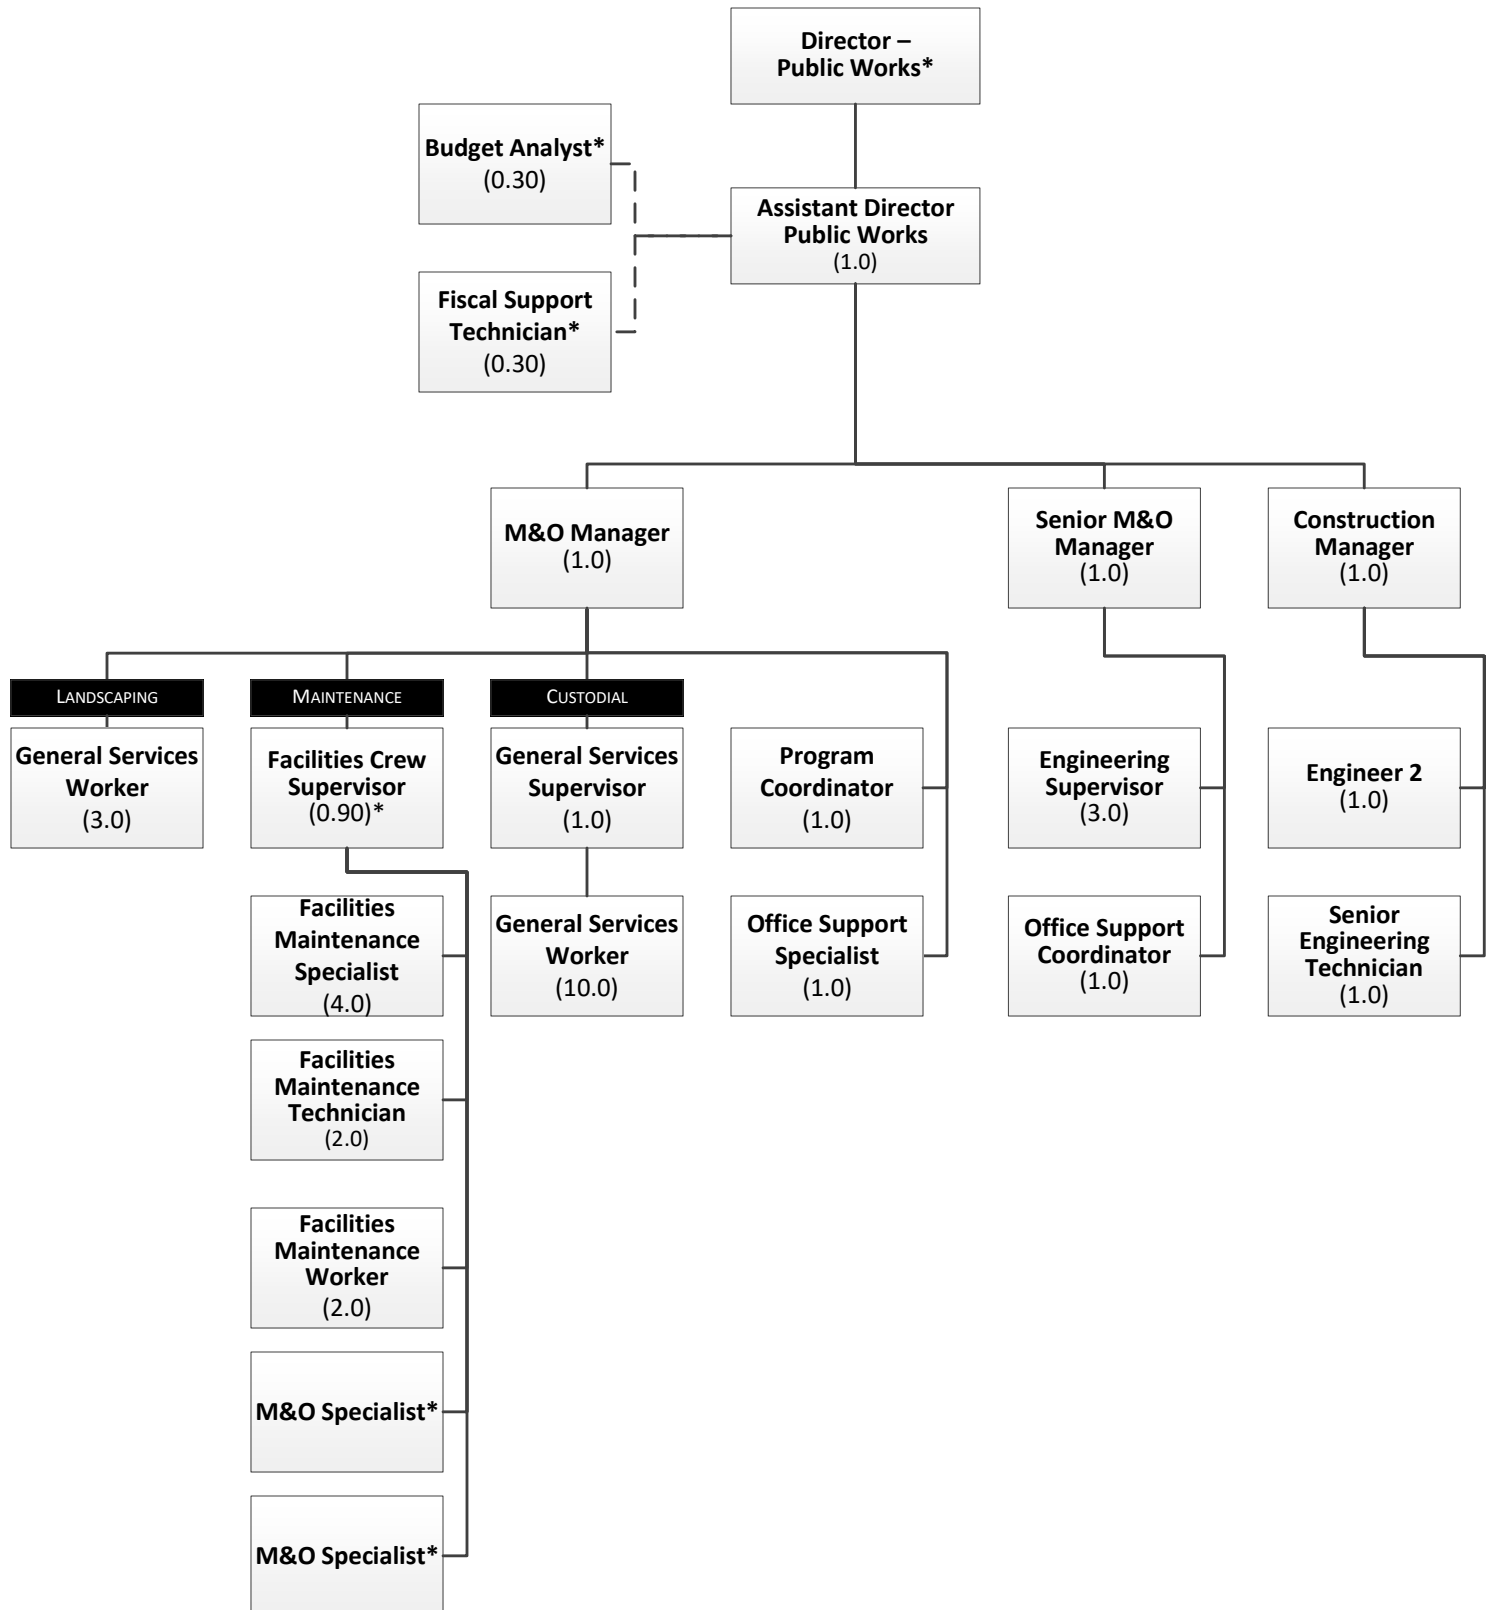 Director –
Public Works*
Budget Analyst*
(0.30)
Assistant Director
Public Works
(1.0)
Fiscal Support
Technician*
(0.30)
M&O Manager
(1.0)
Senior M&O
Manager
(1.0)
Construction
Manager
(1.0)
LANDSCAPING
MAINTENANCE
CUSTODIAL
General Services
Worker
(3.0)
Facilities Crew
Supervisor
(0.90)*
General Services
Supervisor
(1.0)
Program
Coordinator
(1.0)
Engineering
Supervisor
(3.0)
Engineer 2
(1.0)
Facilities
Maintenance
Specialist
(4.0)
General Services
Worker
(10.0)
Office Support
Specialist
(1.0)
Office Support
Coordinator
(1.0)
Senior
Engineering
Technician
(1.0)
Facilities
Maintenance
Technician
(2.0)
Facilities
Maintenance
Worker
(2.0)
M&O Specialist*
M&O Specialist*